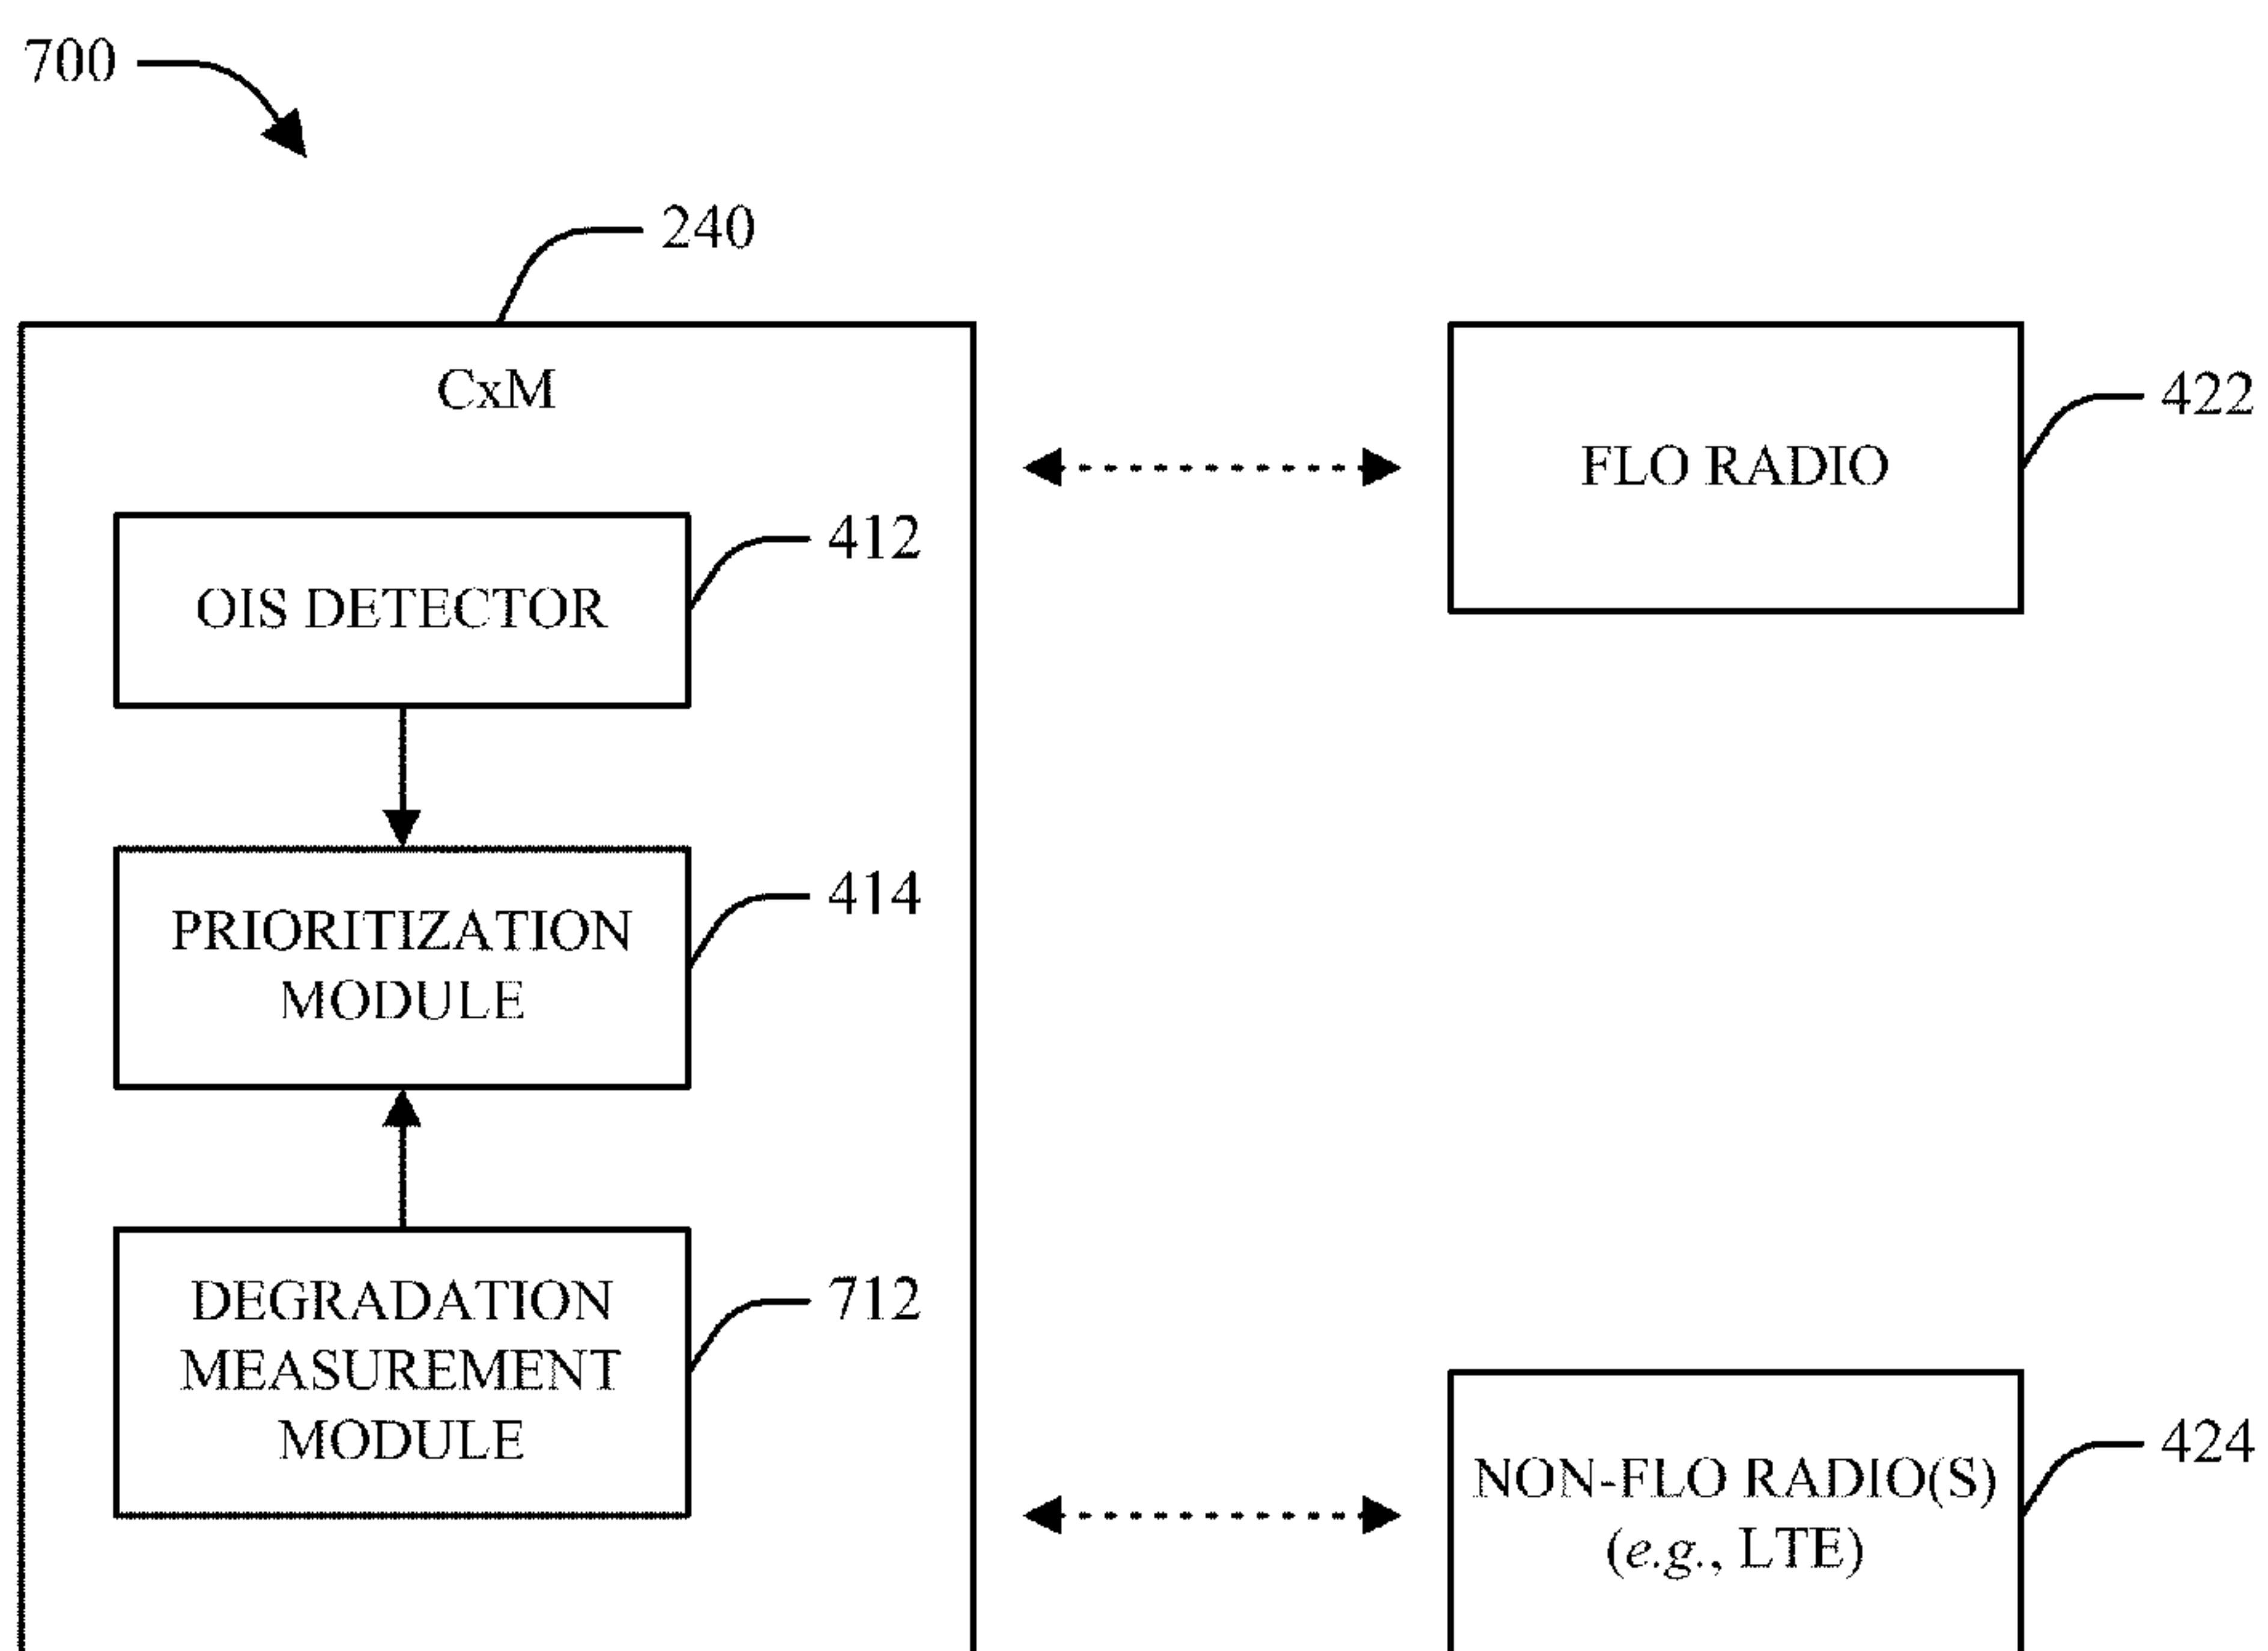 700
240
CxM
422
FLO RADIO
412
OIS DETECTOR
414
PRIORITIZATION
MODULE
712
DEGRADATION
MEASUREMENT
MODULE
424
NON-FLO RADIO(S)
(e.g., LTE)